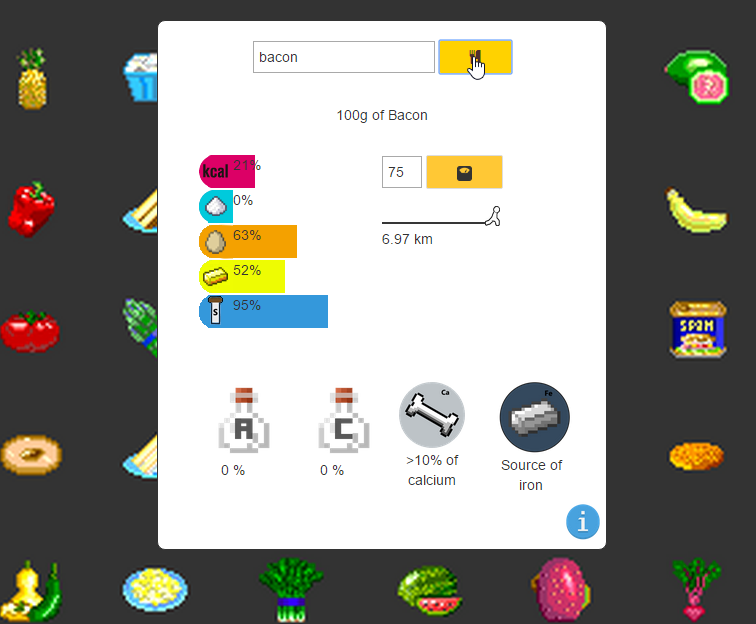 bacon
100g of Bacon
kcal 21%
75
0%
63%
6.97 km
52%
S 95%
SPAM
A
C
Ca
Fe
0 %
0 %
>10% of
calcium
Source of
iron
i